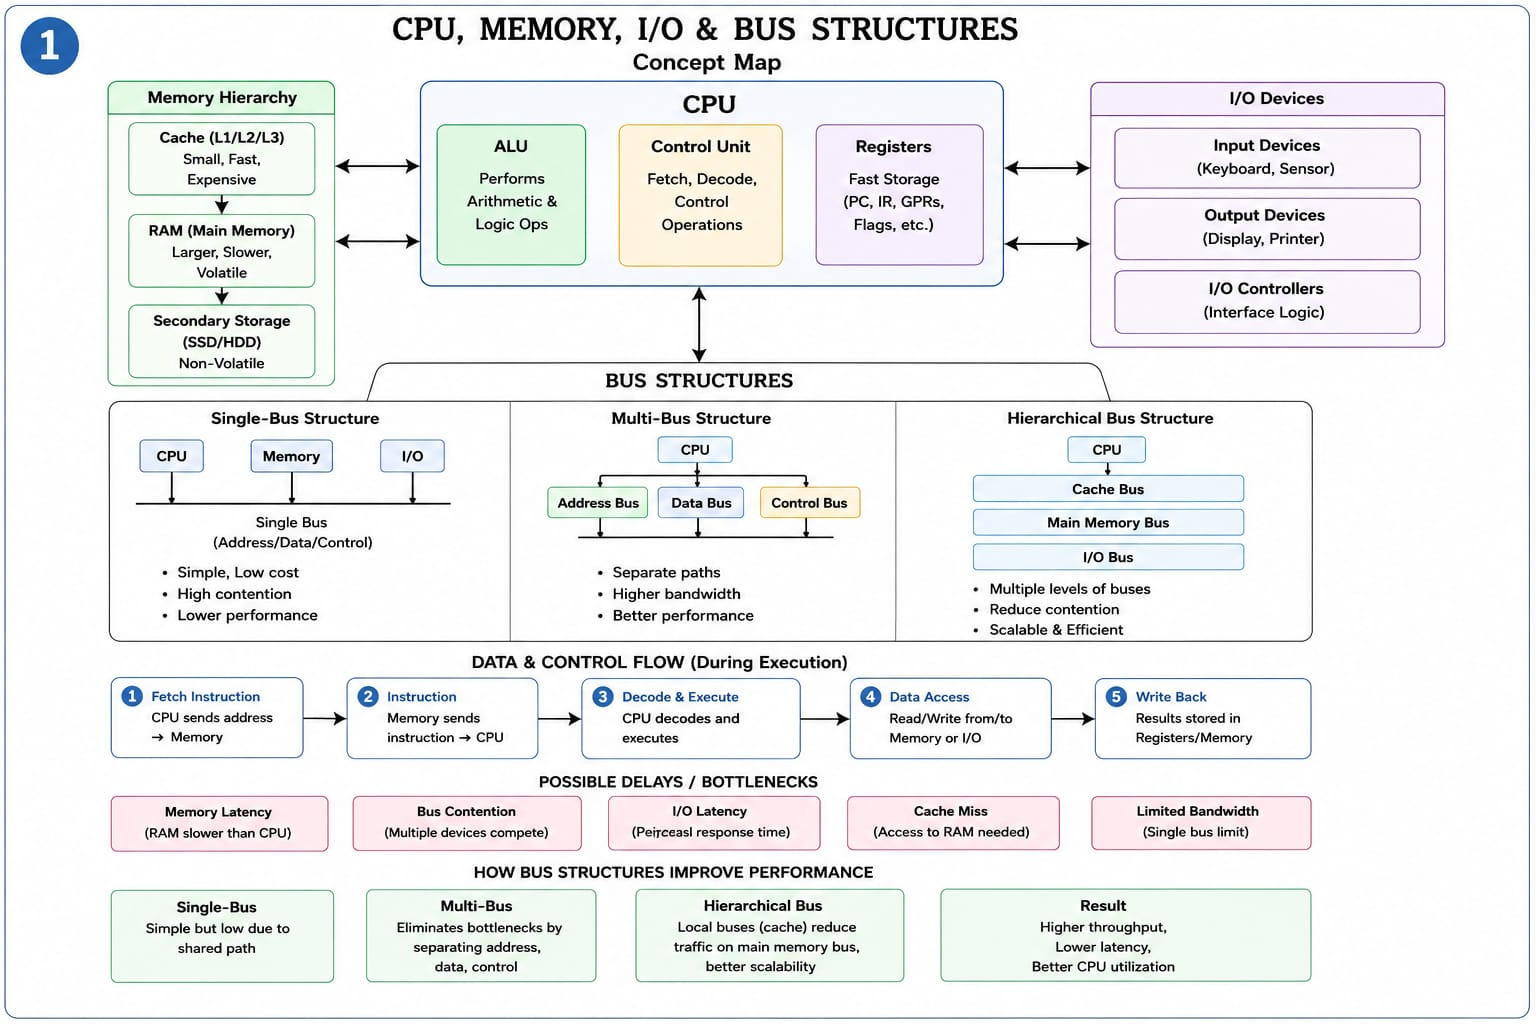 1
CPU, MEMORY, I/O & BUS STRUCTURES
Concept Map
Memory Hierarchy
Cache (L1/L2/L3)
Small, Fast,
Expensive
RAM (Main Memory)
Larger, Slower,
Volatile
Secondary Storage
(SSD/HDD)
Non-Volatile
CPU
ALU
Performs
Arithmetic &
Logic Ops
Control Unit
Fetch, Decode,
Control
Operations
Registers
Fast Storage
(PC, IR, GPRs,
Flags, etc.)
I/O Devices
Input Devices
(Keyboard, Sensor)
Output Devices
(Display, Printer)
I/O Controllers
(Interface Logic)
BUS STRUCTURES
Single-Bus Structure
CPU
Memory
I/O
Single Bus
(Address/Data/Control)
• Simple, Low cost
• High contention
• Lower performance
Multi-Bus Structure
CPU
Address Bus
Data Bus
Control Bus
• Separate paths
• Higher bandwidth
• Better performance
Hierarchical Bus Structure
CPU
Cache Bus
Main Memory Bus
I/O Bus
• Multiple levels of buses
• Reduce contention
• Scalable & Efficient
DATA & CONTROL FLOW (During Execution)
1 Fetch Instruction
CPU sends address
→ Memory
2 Instruction
Memory sends
instruction → CPU
3 Decode & Execute
CPU decodes and
executes
4 Data Access
Read/Write from/to
Memory or I/O
5 Write Back
Results stored in
Registers/Memory
POSSIBLE DELAYS / BOTTLENECKS
Memory Latency
(RAM slower than CPU)
Bus Contention
(Multiple devices compete)
I/O Latency
response time)
Cache Miss
(Access to RAM needed)
Limited Bandwidth
(Single bus limit)
HOW BUS STRUCTURES IMPROVE PERFORMANCE
Single-Bus
Simple but low due to
shared path
Multi-Bus
Eliminates bottlenecks by
separating address,
data, control
Hierarchical Bus
Local buses (cache) reduce
traffic on main memory bus,
better scalability
Result
Higher throughput,
Lower latency,
Better CPU utilization